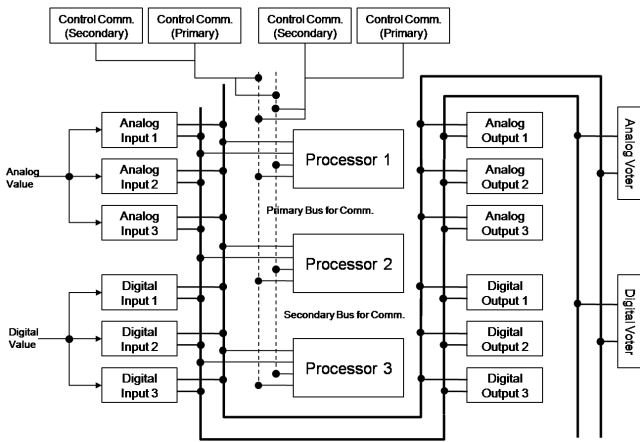 Control Comm.
(Secondary)
Control Comm.
(Primary)
Control Comm.
(Secondary)
Control Comm.
(Primary)
Analog
Input 1
Analog
Input 2
Analog
Input 3
Analog
Value
Digital
Input 1
Digital
Input 2
Digital
Input 3
Digital
Value
Processor 1
Primary Bus for Comm.
Processor 2
Secondary Bus for Comm.
Processor 3
Analog
Output 1
Analog
Output 2
Analog
Output 3
Digital
Output 1
Digital
Output 2
Digital
Output 3
Analog Voter
Digital Voter